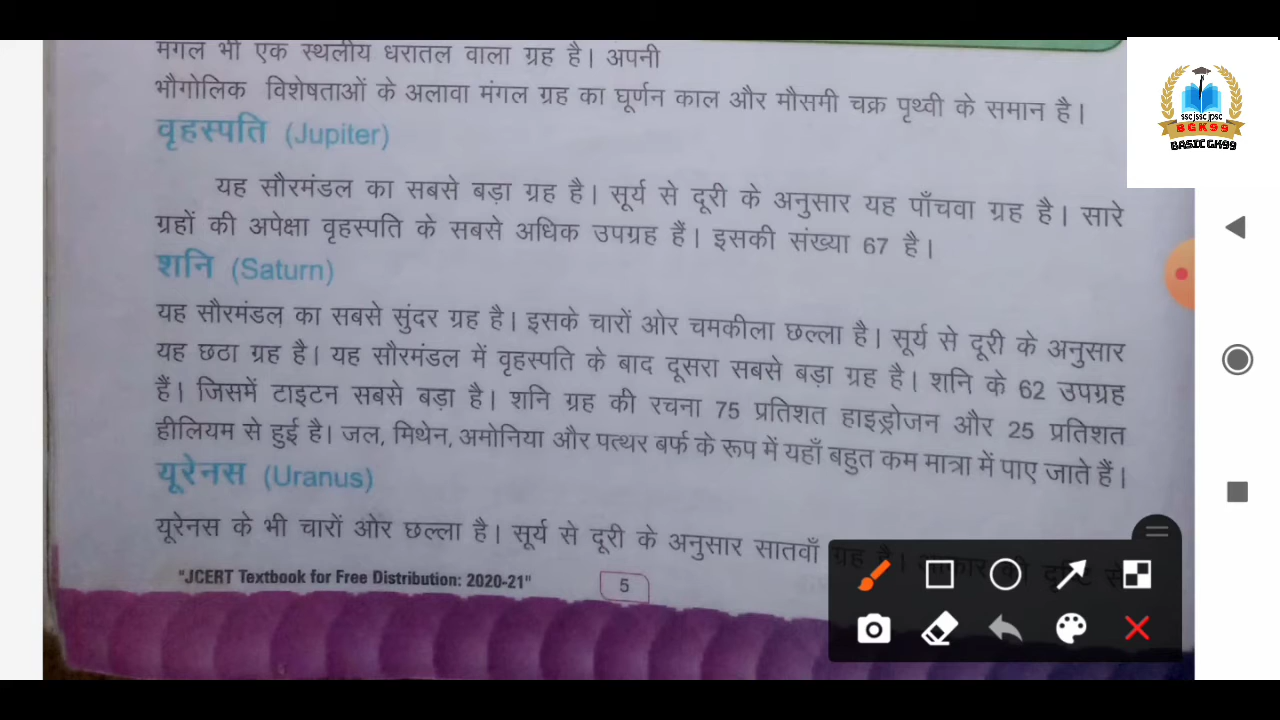 मंगल भी एक स्थलीय धरातल वाला ग्रह है। अपनी
भौगोलिक विशेषताओं के अलावा मंगल ग्रह का घूर्णन काल और मौसमी चक्र पृथ्वी के समान है।
वृहस्पति (Jupiter)
यह सौरमंडल का सबसे बड़ा ग्रह है। सूर्य से दूरी के अनुसार यह पाँचवा ग्रह है। सारे
ग्रहों की अपेक्षा वृहस्पति के सबसे अधिक उपग्रह हैं। इसकी संख्या 67 है।
शनि (Saturn)
यह सौरमंडल का सबसे सुंदर ग्रह है। इसके चारों ओर चमकीला छल्ला है। सूर्य से दूरी के अनुसार
यह छठा ग्रह है। यह सौरमंडल में वृहस्पति के बाद दूसरा सबसे बड़ा ग्रह है। शनि के 62 उपग्रह
हैं। जिसमें टाइटन सबसे बड़ा है। शनि ग्रह की रचना 75 प्रतिशत हाइड्रोजन और 25 प्रतिशत
हीलियम से हुई है। जल, मिथेन, अमोनिया और पत्थर बर्फ के रूप में यहाँ बहुत कम मात्रा में पाए जाते हैं।
यूरेनस (Uranus)
यूरेनस के भी चारों ओर छल्ला है। सूर्य से दूरी के अनुसार सातवाँ ग्रह है। आकार की दृष्टि से
"JCERT Textbook for Free Distribution: 2020-21"
5
SSC JSSC JPSC
BGK99
BASIC GK99